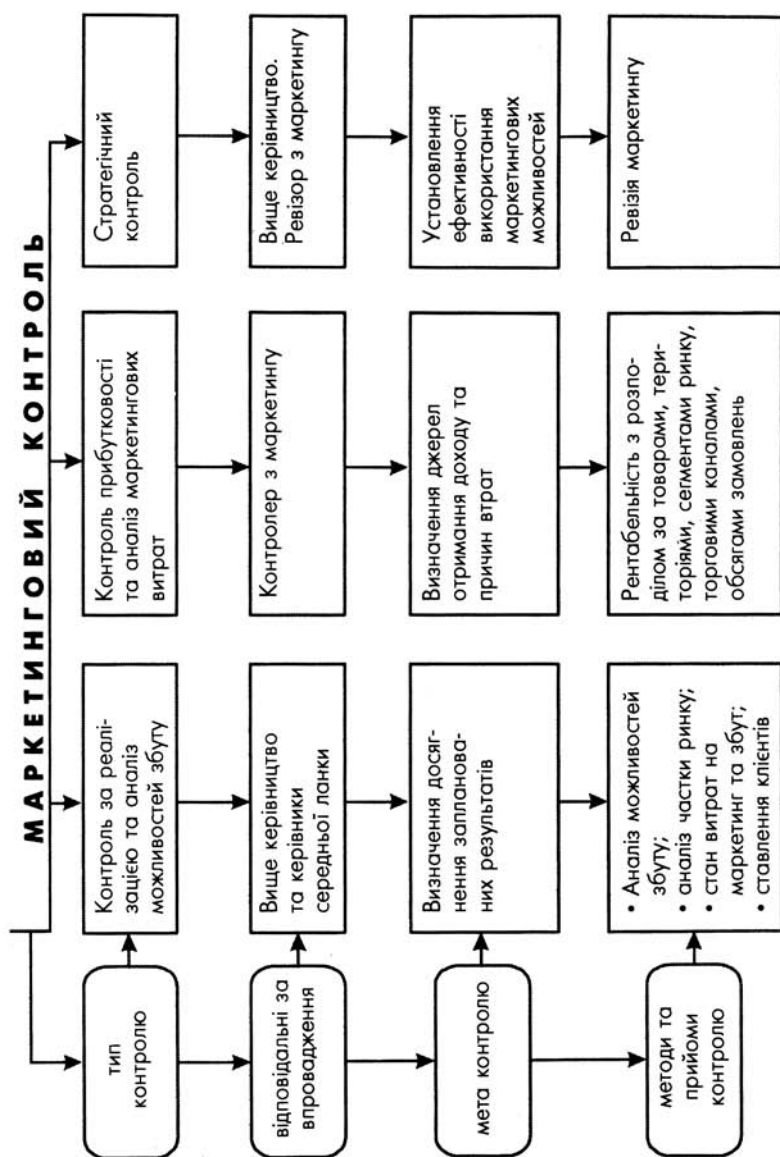 МАРКЕТИНГОВИЙ КОНТРОЛЬ
тип
контролю
Контроль за реалі-
зацією та аналіз
можливостей збуту
Контроль прибутковості
та аналіз маркетингових
витрат
Стратегічний
контроль
відповідальні за
впровадження
Вище керівництво
та керівники
середньої ланки
Контролер з маркетингу
Вище керівництво.
Ревізор з маркетингу
мета контролю
Визначення досяг-
нення запланова-
них результатів
Визначення джерел
отримання доходу та
причин втрат
Установлення
ефективності
використання
маркетингових
можливостей
методи та
прийоми
контролю
• Аналіз можливостей
збуту;
• аналіз частки ринку;
• стан витрат на
маркетинг та збут;
• ставлення клієнтів
Рентабельність з розпо-
ділом за товарами, тери-
торіями, сегментами ринку,
торговими каналами,
обсягами замовлень
Ревізія маркетингу